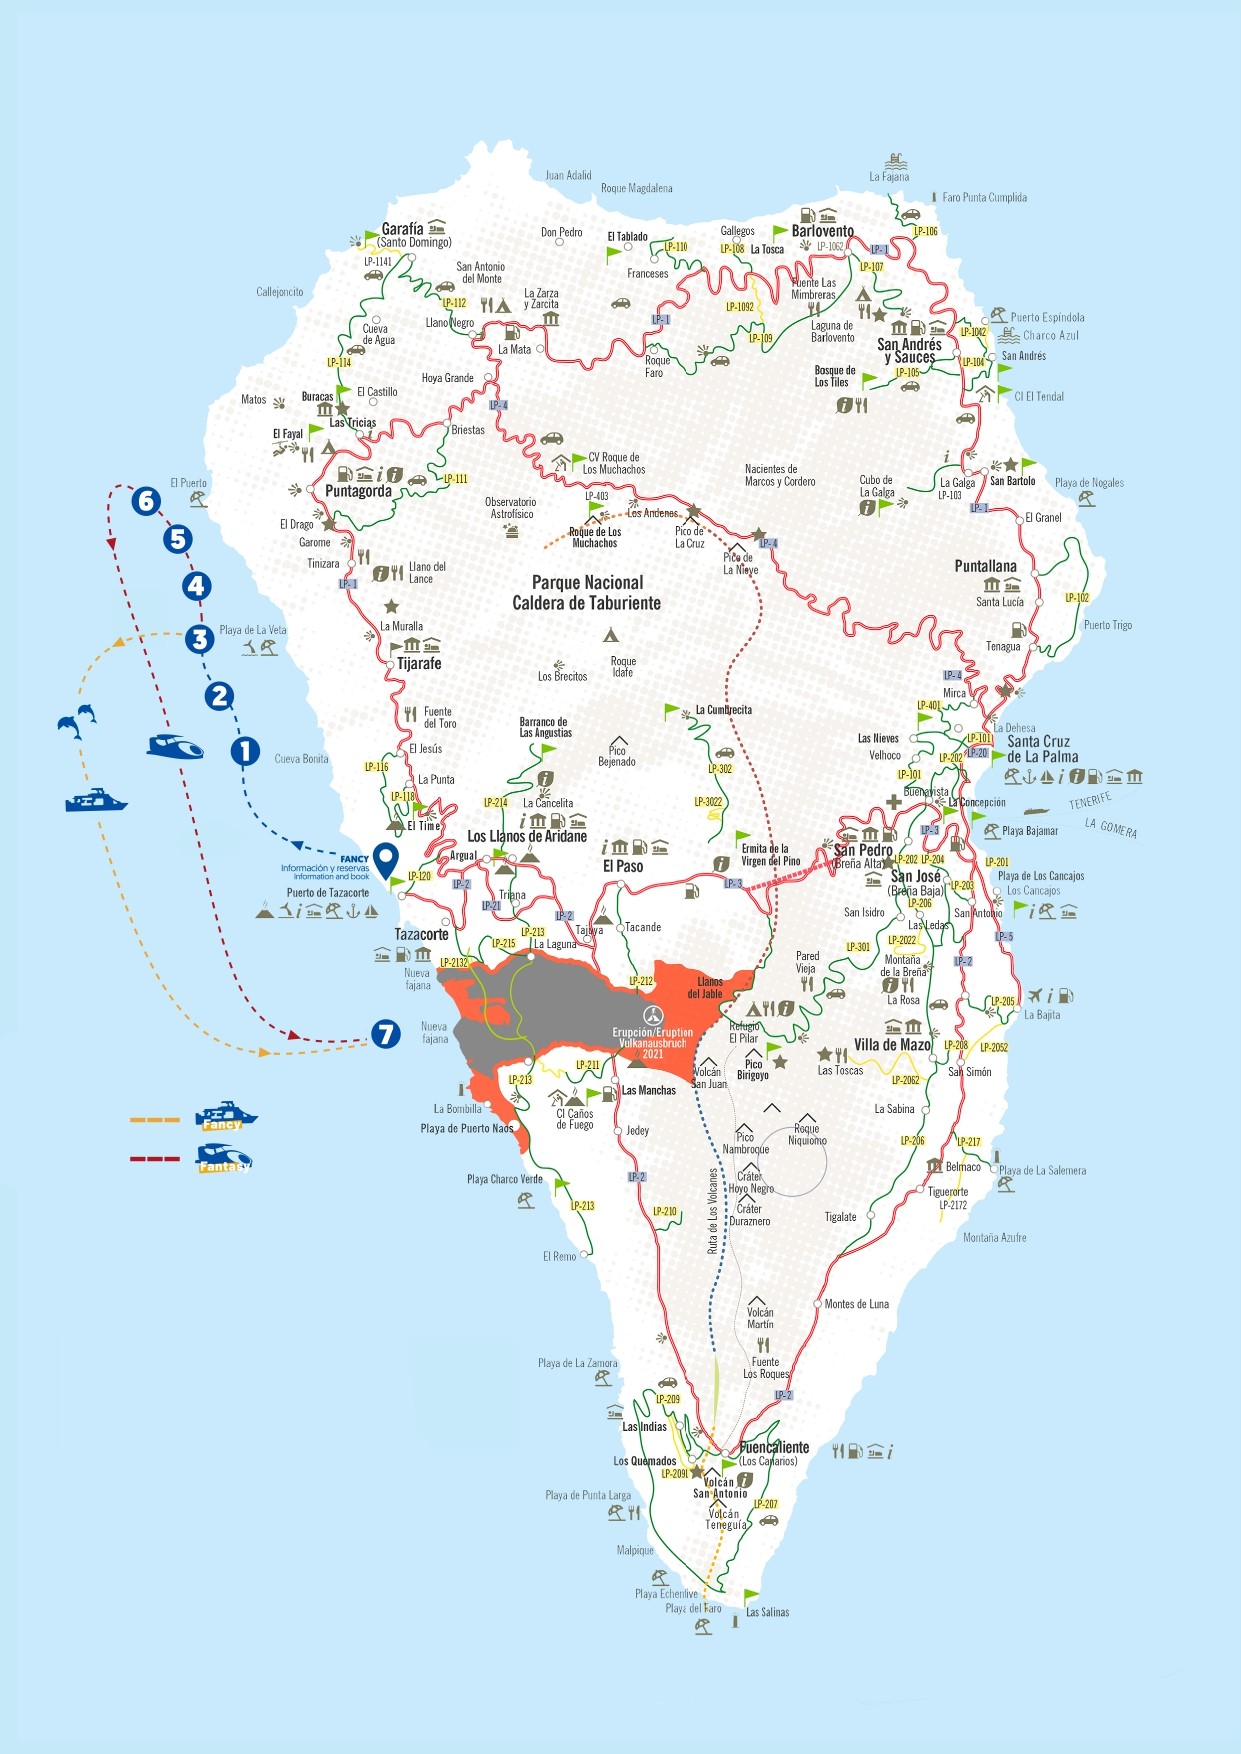 Juan Adalid
Roque Magdalena
La Fajana
Faro Punta Cumplida
Garafía
(Santo Domingo)
Don Pedro
El Tablado
LP-110
Gallegos
LP-108
La Tosca
Barlovento
LP-1062
LP-1
LP-106
LP-1141
Franceses
LP-107
San Antonio
del Monte
Callejoncito
LP-112
La Zarza
y Zarcita
Fuente Las
Mimbreras
LP-1092
Cueva
de Agua
Llano Negro
LP-1
Laguna de
Barlovento
Puerto Espíndola
LP-1042
Charco Azul
LP-109
San Andrés
y Sauces
La Mata
LP-114
Roque
Faro
LP-104
San Andrés
Hoya Grande
Bosque de
Los Tiles
LP-105
Matos
Buracas
El Castillo
CI El Tendal
LP-4
Las Tricias
El Fayal
Briestas
CV Roque de
Los Muchachos
Nacientes de
Marcos y Cordero
LP-111
El Puerto
Puntagorda
Cubo de
La Galga
La Galga
LP-103
San Bartolo
Playa de Nogales
LP-403
Observatorio
Astrofísico
Los Andenes
LP-1
El Granel
6
El Drago
Roque de Los
Muchachos
Pico de
La Cruz
5
Garome
LP-4
Tinizara
Pico de
La Nieve
Puntallana
Llano del
Lance
4
LP-1
Parque Nacional
Caldera de Taburiente
Santa Lucía
LP-102
3
Playa de La Veta
La Muralla
Puerto Trigo
Tenagua
Tijarafe
Los Brecitos
Roque
Idafe
LP-4
2
Mirca
Fuente
del Toro
La Cumbrecita
LP-401
Barranco de
Las Angustias
La Dehesa
1
El Jesús
Pico
Bejenado
Las Nieves
LP-101
Santa Cruz
de La Palma
Cueva Bonita
LP-20
Velhoco
LP-202
LP-116
LP-302
LP-101
La Punta
LP-118
LP-214
La Cancelita
LP-3022
Buenavista
La Concepción
TENERIFE
El Time
LA GOMERA
Los Llanos de Aridane
LP-3
Playa Bajamar
FANCY
Información y reservas
Information and book
Argual
El Paso
Ermita de la
Virgen del Pino
San Pedro
(Breña Alta)
LP-202
LP-204
LP-201
LP-120
LP-2
LP-3
San José
(Breña Baja)
LP-203
Playa de Los Cancajos
Los Cancajos
Puerto de Tazacorte
Triana
LP-21
LP-2
LP-206
San Isidro
San Antonio
Las Ledas
Tazacorte
LP-213
Tajuya
Tacande
LP-215
La Laguna
LP-301
LP-2022
LP-5
LP-2132
Pared
Vieja
Montaña
de la Breña
LP-2
Nueva
fajana
LP-212
Llanos
del Jable
La Rosa
LP-205
La Bajita
Nueva
fajana
7
Erupción/Eruption
Vulkanausbruch
2021
Refugio
El Pilar
Villa de Mazo
LP-208
LP-2052
LP-211
Pico
Birigoyo
Las Toscas
Volcán
San Juan
San Simón
LP-213
LP-2062
Las Manchas
La Bombilla
CI Caños
de Fuego
La Sabina
Fancy
Playa de Puerto Naos
Jedey
Pico
Nambroque
Roque
Niquiomo
LP-206
LP-217
Fantasy
Belmaco
Playa de La Salemera
Playa Charco Verde
LP-2
Cráter
Hoyo Negro
Tiguerorte
LP-2172
LP-213
LP-210
Cráter
Duraznero
Tigalate
Ruta de Los Volcanes
Montaña Azufre
El Remo
Volcán
Martín
Montes de Luna
Playa de La Zamora
Fuente
Los Roques
LP-2
LP-209
Las Indias
Fuencaliente
(Los Canarios)
Los Quemados
LP-2091
Volcán
San Antonio
Playa de Punta Larga
LP-207
Volcán
Teneguía
Malpique
Playa Echentive
Playa del Faro
Las Salinas